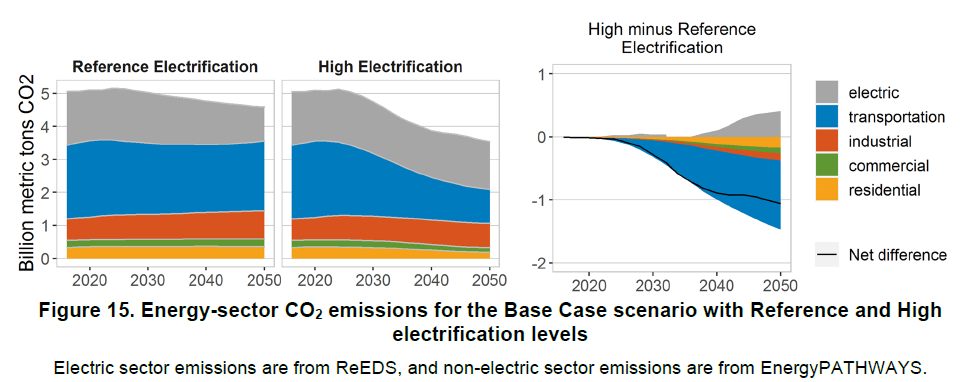 High minus Reference
Electrification
Reference Electrification
High Electrification
Billion metric tons CO2
5
4
3
2
1
0
2020 2030 2040 2050
2020 2030 2040 2050
1
0
-1
-2
2020 2030 2040 2050
electric
transportation
industrial
commercial
residential
Net difference
Figure 15. Energy-sector CO₂ emissions for the Base Case scenario with Reference and High
electrification levels
Electric sector emissions are from ReEDS, and non-electric sector emissions are from EnergyPATHWAYS.